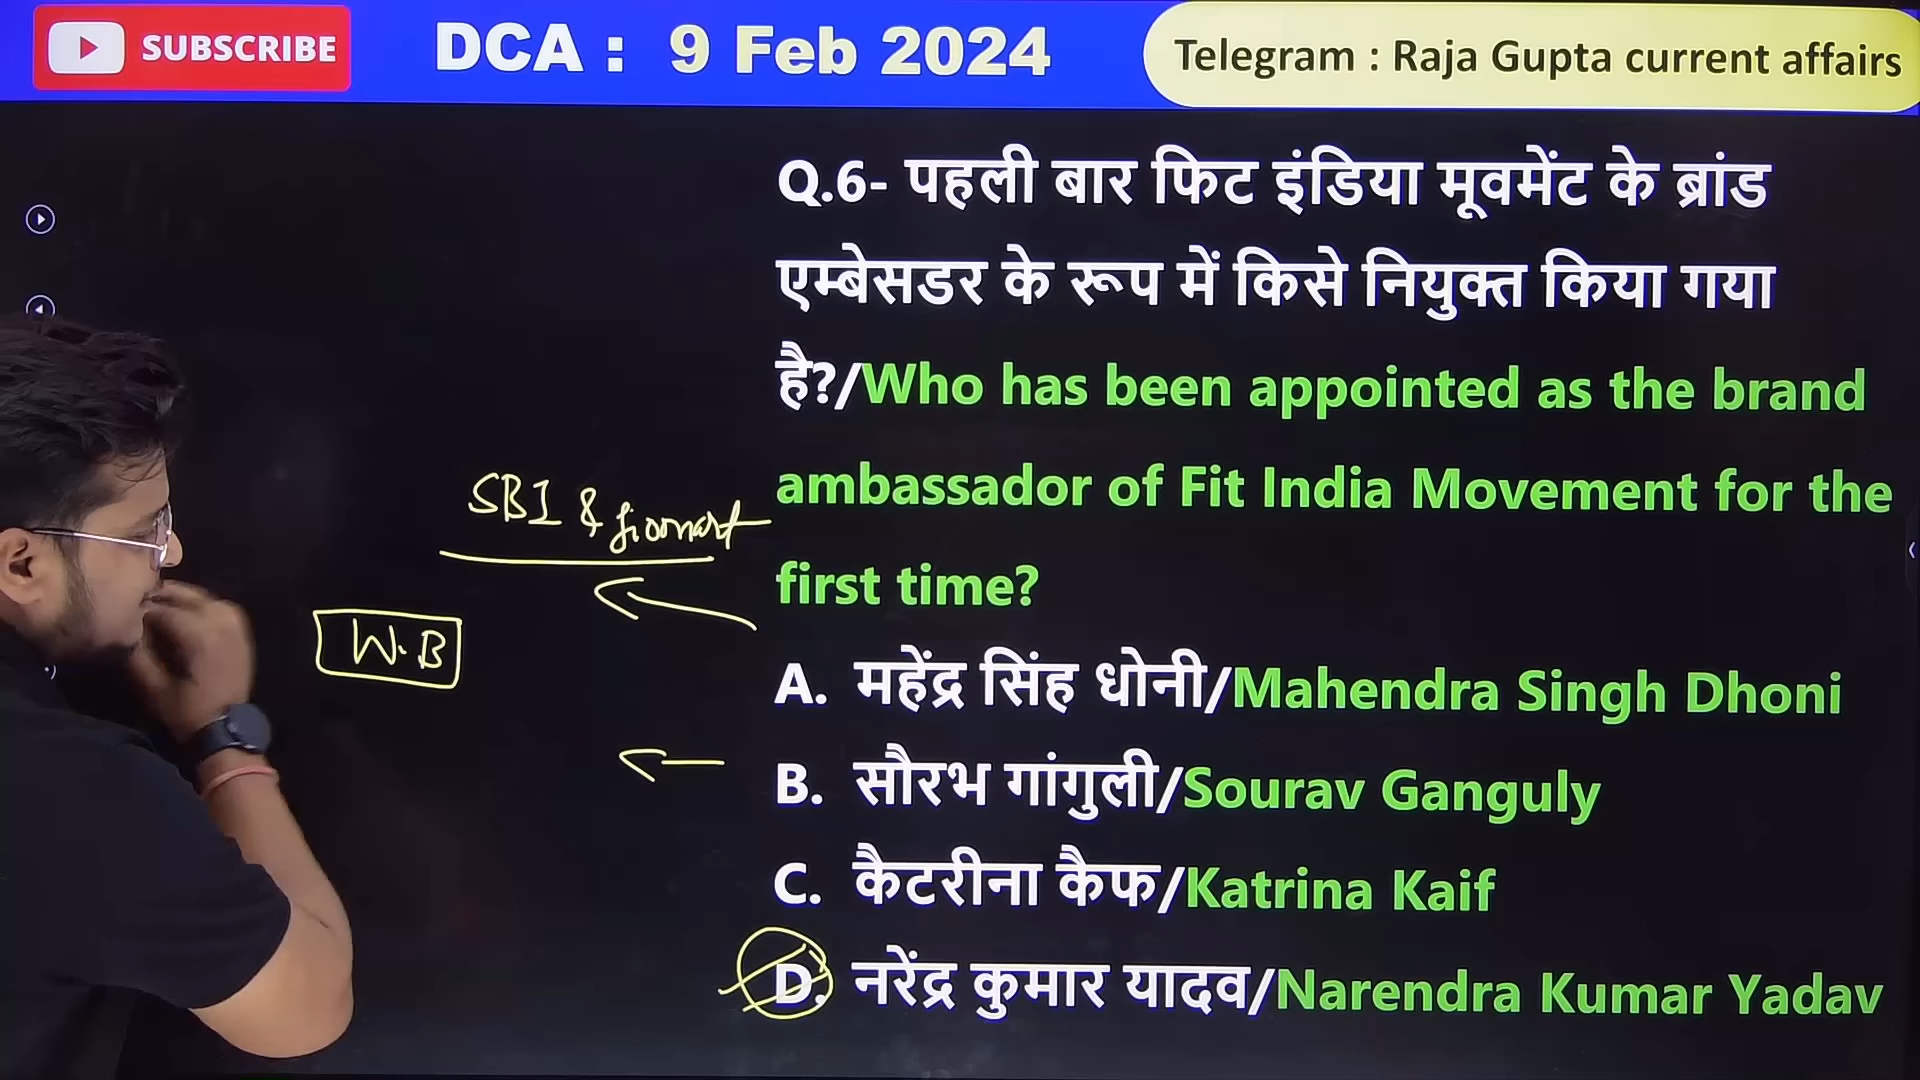 SUBSCRIBE
DCA : 9 Feb 2024
Telegram : Raja Gupta current affairs
Q.6- पहली बार फिट इंडिया मूवमेंट के ब्रांड
एम्बेसडर के रूप में किसे नियुक्त किया गया
है?/Who has been appointed as the brand
ambassador of Fit India Movement for the
first time?
SBI & Jiomart
W.B
A. महेंद्र सिंह धोनी/Mahendra Singh Dhoni
B. सौरभ गांगुली/Sourav Ganguly
C. कैटरीना कैफ/Katrina Kaif
D. नरेंद्र कुमार यादव/Narendra Kumar Yadav